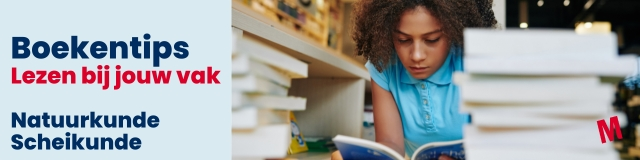 Boekentips
Lezen bij jouw vak
Natuurkunde
Scheikunde
M